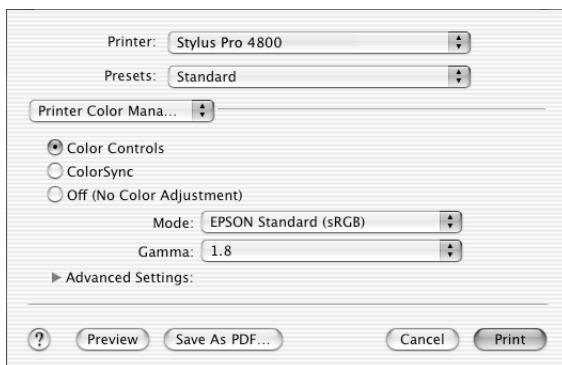 Printer: Stylus Pro 4800
Presets: Standard
Printer Color Mana...
Color Controls
ColorSync
Off (No Color Adjustment)
Mode: EPSON Standard (sRGB)
Gamma: 1.8
Advanced Settings:
? Preview Save As PDF... Cancel Print